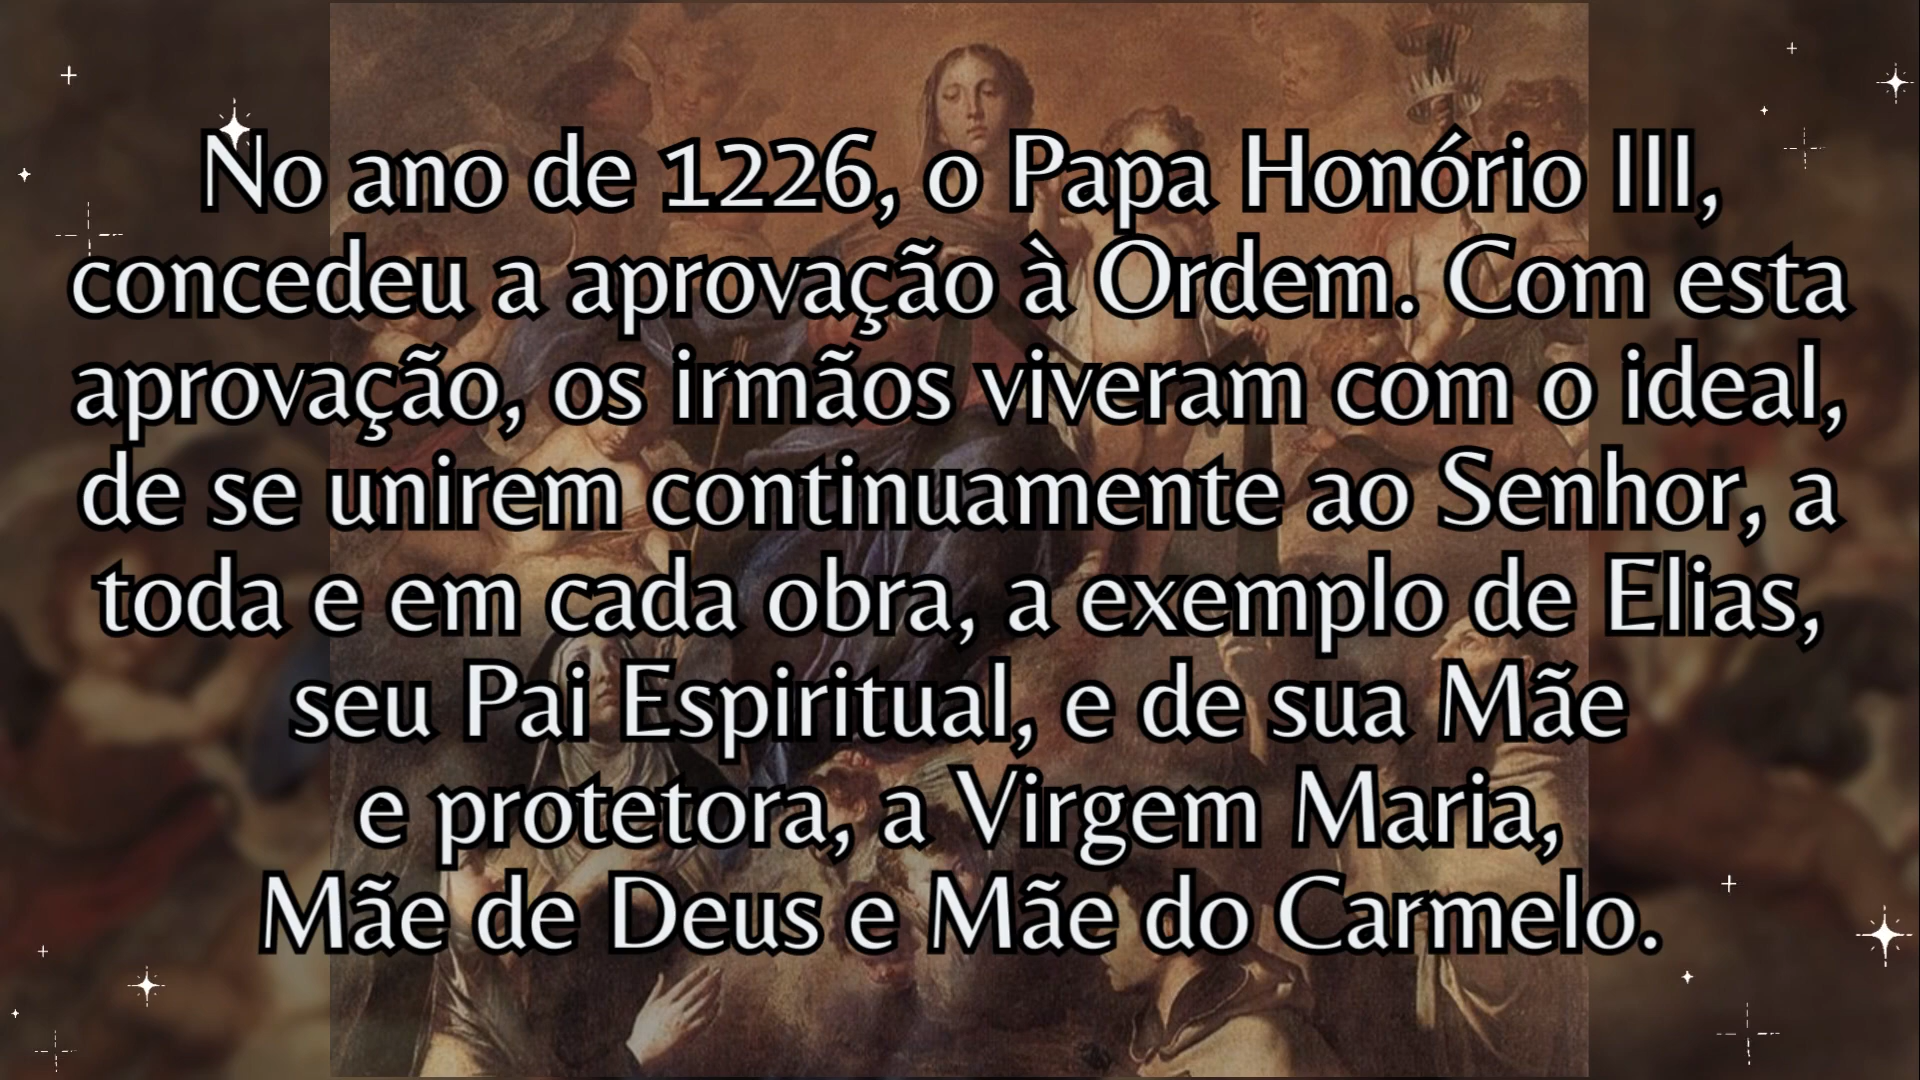 No ano de 1226, o Papa Honório III,
concedeu a aprovação à Ordem. Com esta
aprovação, os irmãos viveram com o ideal,
de se unirem continuamente ao Senhor, a
toda e em cada obra, a exemplo de Elias,
seu Pai Espiritual, e de sua Mãe
e protetora, a Virgem Maria,
Mãe de Deus e Mãe do Carmelo.